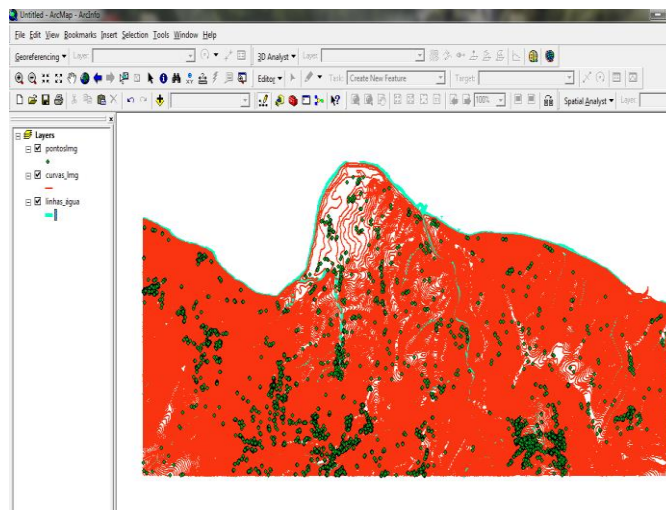 Untitled - ArcMap - ArcInfo
File Edit View Bookmarks Insert Selection Tools Window Help
Georeferencing Layer: 3D Analyst Layer:
Editor Task: Create New Feature Target:
100% Spatial Analyst Layer:
Layers
pontosImg
curvas_Img
linhas_água